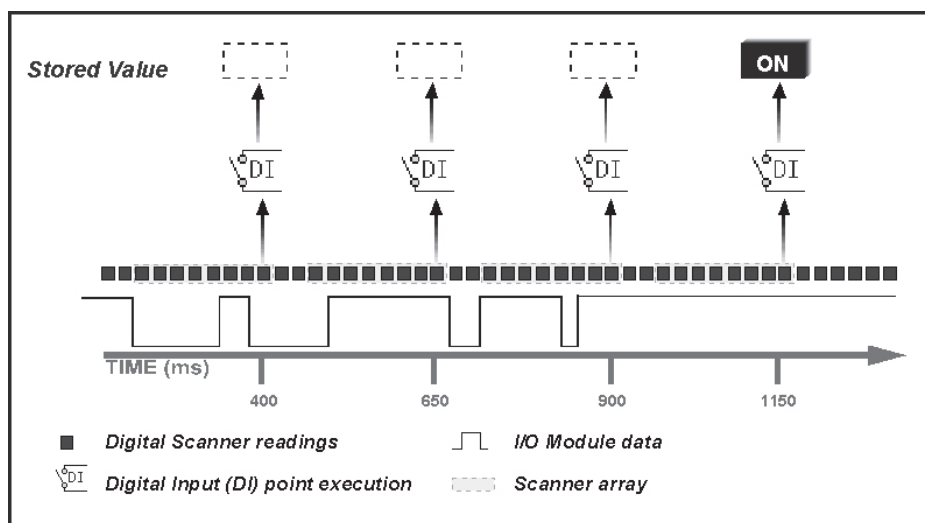 Stored Value
ON
DI DI DI DI
TIME (ms)
400 650 900 1150
Digital Scanner readings
I/O Module data
DI
Digital Input (DI) point execution
Scanner array